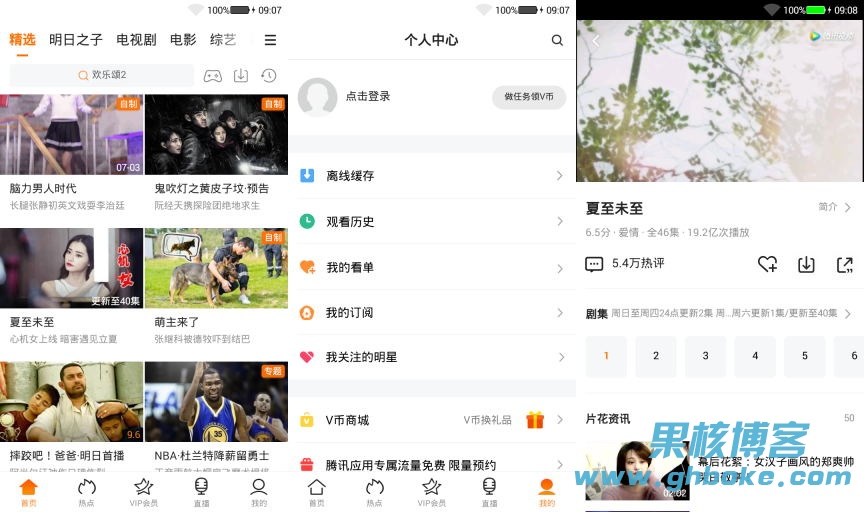 100% 09:07
精选 明日之子 电视剧 电影 综艺
欢乐颂2
自制
07-03
脑力男人时代
长腿张静初英文戏耍李治廷
自制
鬼吹灯之黄皮子坟·预告
阮经天携探险团绝地求生
心机女
更新至40集
夏至未至
心机女上线 暗害遇见立夏
自制
萌主来了
张继科被德牧吓到结巴
9.6
摔跤吧！爸爸·明日首播
专题
NBA·杜兰特降薪留勇士
首页 热点 VIP会员 直播 我的
100% 09:07
个人中心
点击登录
做任务领V币
离线缓存
观看历史
我的看单
我的订阅
我关注的明星
V币商城 V币换礼品
腾讯应用专属流量免费 限量预约
首页 热点 VIP会员 直播 我的
100% 09:08
腾讯视频
夏至未至 简介
6.5分 · 爱情 · 全46集 · 19.2亿次播放
5.4万热评
剧集 周日至周四24点更新2集 周...周六更新1集/更新至40集
1 2 3 4 5 6
片花资讯 50
02:02
幕后花絮：女汉子画风的郑爽帅
果核博客
www.ghboke.com